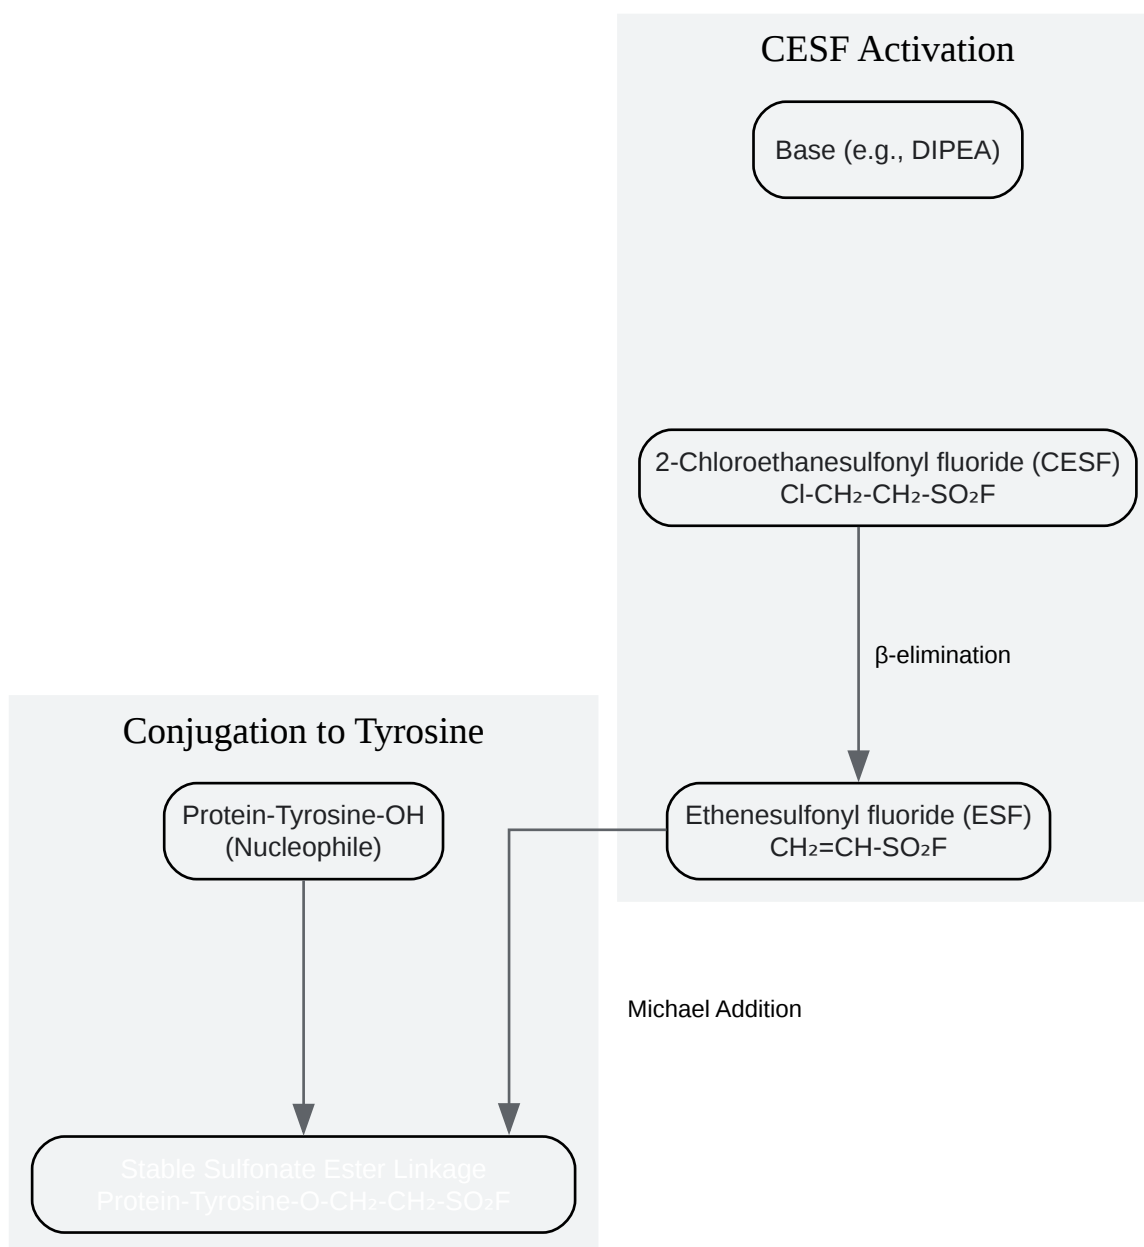 CESF Activation
Base (e.g., DIPEA)
2-Chloroethanesulfonyl fluoride (CESF)
Cl-CH₂-CH₂-SO₂F
β-elimination
Conjugation to Tyrosine
Protein-Tyrosine-OH
(Nucleophile)
Ethenesulfonyl fluoride (ESF)
CH₂=CH-SO₂F
Michael Addition
Stable Sulfonate Ester Linkage
Protein-Tyrosine-O-CH₂-CH₂-SO₂F